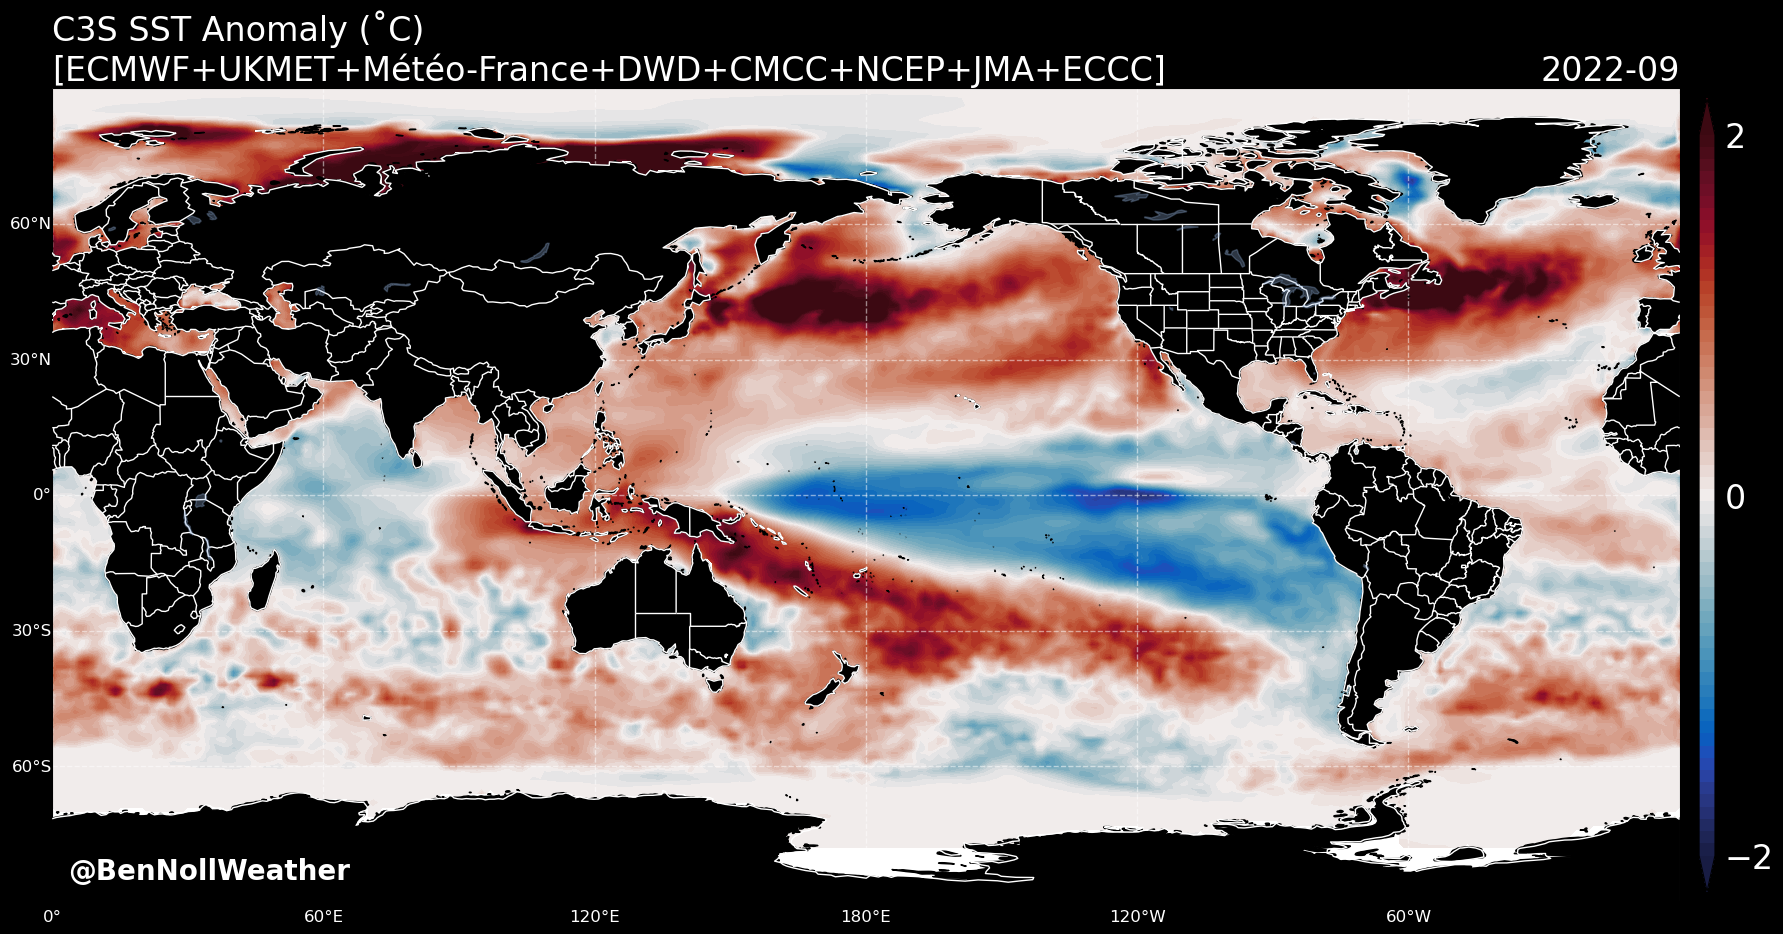 C3S SST Anomaly (˚C)
[ECMWF+UKMET+Météo-France+DWD+CMCC+NCEP+JMA+ECCC]
2022-09
2
60°N
30°N
0°
0
30°S
60°S
−2
@BenNollWeather
0°
60°E
120°E
180°E
120°W
60°W